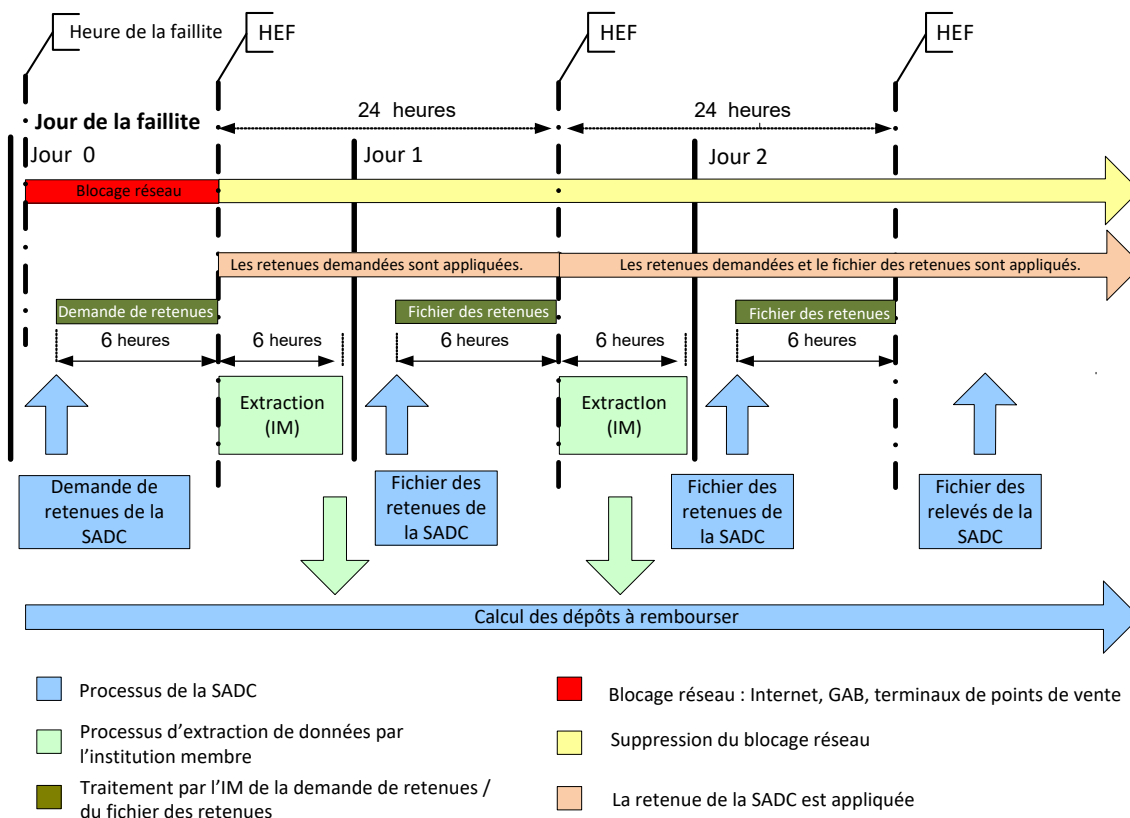 Heure de la faillite
HEF
HEF
HEF
24 heures
24 heures
Jour de la faillite
Jour 0
Jour 1
Jour 2
Blocage réseau
Les retenues demandées sont appliquées.
Les retenues demandées et le fichier des retenues sont appliqués.
Demande de retenues
Fichier des retenues
Fichier des retenues
6 heures
6 heures
6 heures
6 heures
6 heures
Extraction
(IM)
Extraction
(IM)
Demande de
retenues de la
SADC
Fichier des
retenues de
la SADC
Fichier des
retenues de
la SADC
Fichier des
relevés de la
SADC
Calcul des dépôts à rembourser
Processus de la SADC
Processus d'extraction de données par
l'institution membre
Traitement par l'IM de la demande de retenues /
du fichier des retenues
Blocage réseau : Internet, GAB, terminaux de points de vente
Suppression du blocage réseau
La retenue de la SADC est appliquée